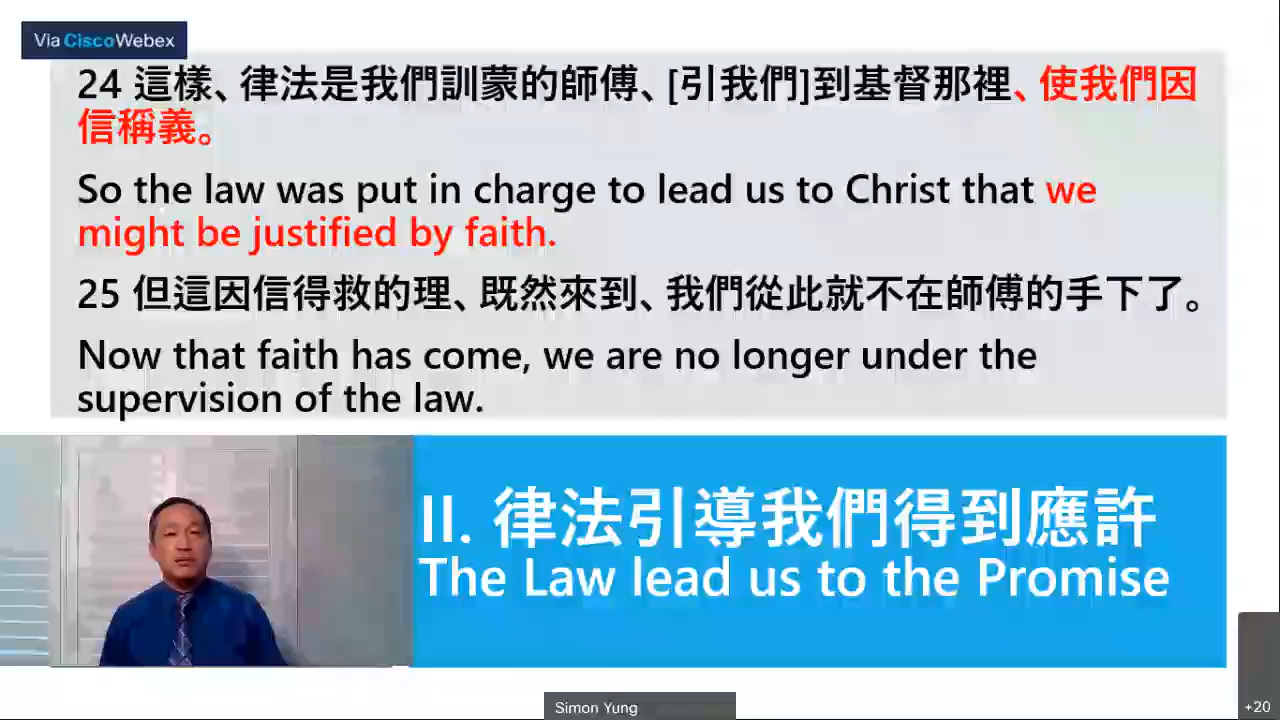 Via CiscoWebex
24 這樣、律法是我們訓蒙的師傅、[引我們]到基督那裡、使我們因
信稱義。
So the law was put in charge to lead us to Christ that we
might be justified by faith.
25 但這因信得救的理、既然來到、我們從此就不在師傅的手下了。
Now that faith has come, we are no longer under the
supervision of the law.
II. 律法引導我們得到應許
The Law lead us to the Promise
Simon Yung
+20